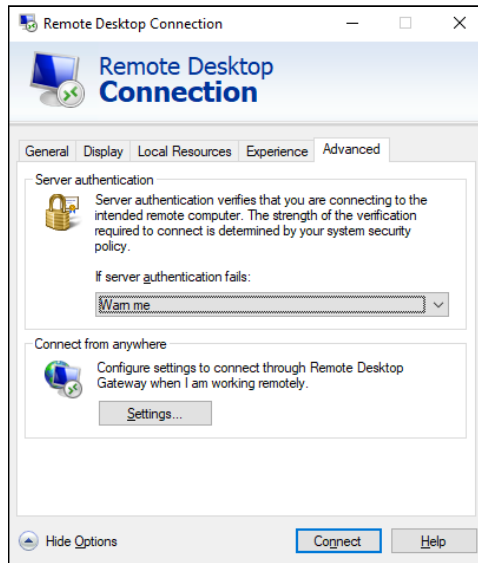 Remote Desktop Connection
Remote Desktop
Connection
General Display Local Resources Experience Advanced
Server authentication
Server authentication verifies that you are connecting to the
intended remote computer. The strength of the verification
required to connect is determined by your system security
policy.
If server authentication fails:
Warn me
Connect from anywhere
Configure settings to connect through Remote Desktop
Gateway when I am working remotely.
Settings...
Hide Options Connect Help